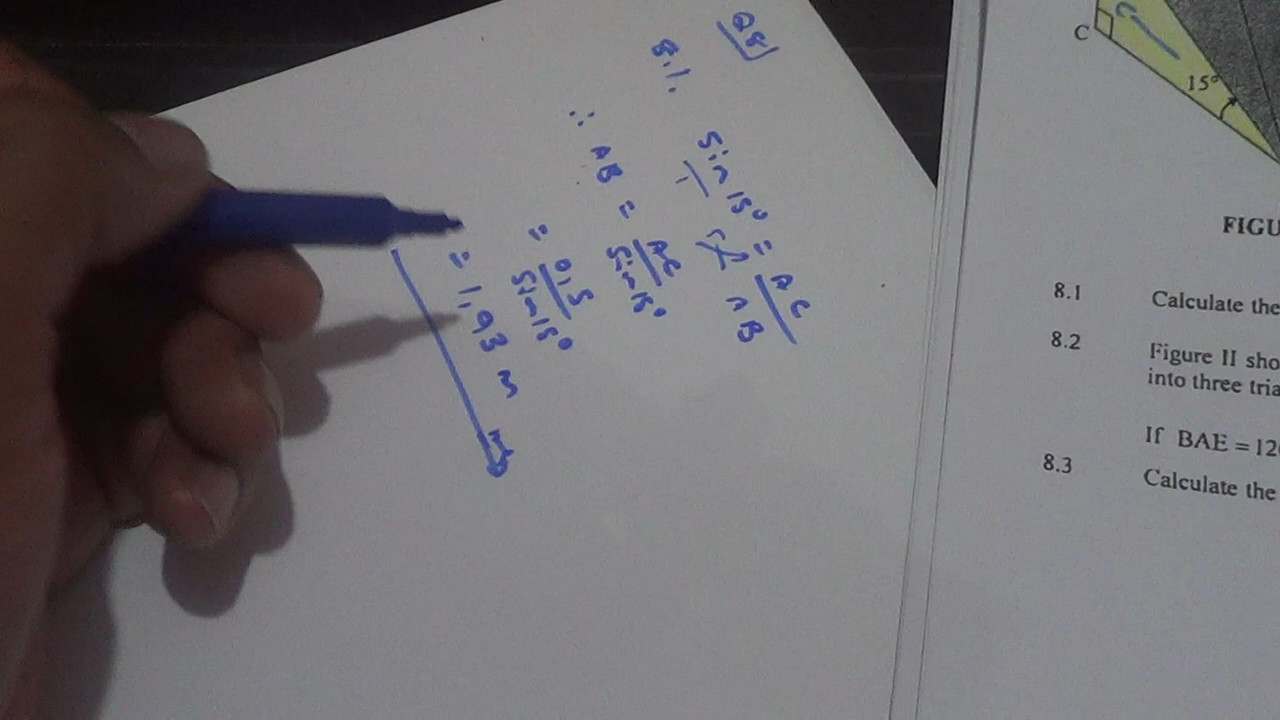 Q8
8.1. Sin 15° = AC
1 AB
∴ AB = AC
Sin 15°
= 0,5
Sin 15°
= 1,93 m
C
15°
FIGU
8.1 Calculate the
8.2 Figure II sho
into three tria
If BAE = 12
8.3 Calculate the